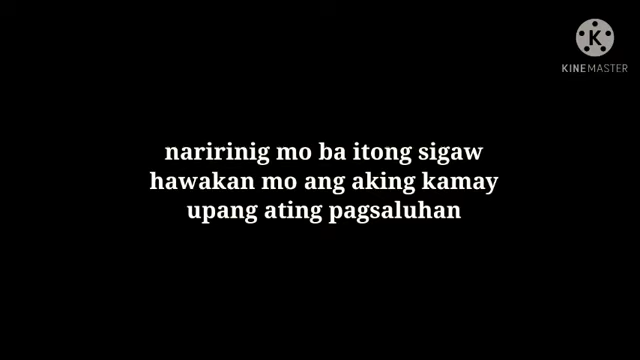 K
KINEMASTER
naririnig mo ba itong sigaw
hawakan mo ang aking kamay
upang ating pagsaluhan